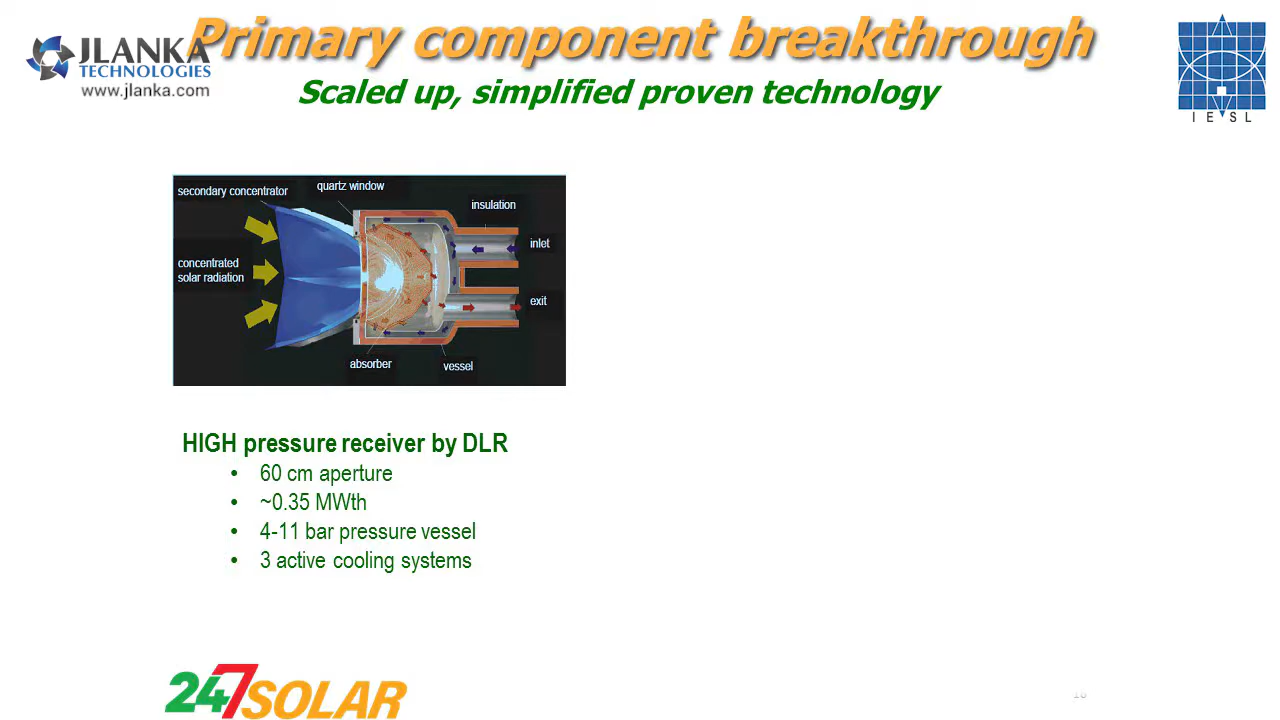 Primary component breakthrough
JLANKA
TECHNOLOGIES
www.jlanka.com
Scaled up, simplified proven technology
I E S L
secondary concentrator
quartz window
insulation
inlet
concentrated
solar radiation
exit
absorber
vessel
HIGH pressure receiver by DLR
• 60 cm aperture
• ~0.35 MWth
• 4-11 bar pressure vessel
• 3 active cooling systems
247SOLAR